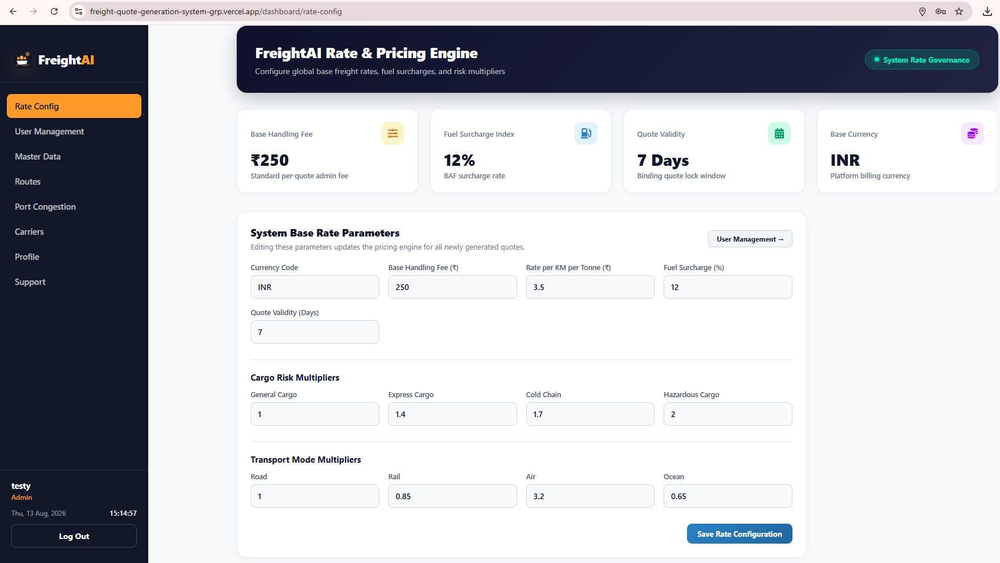 freight-quote-generation-system-grp.vercel.app/dashboard/rate-config
FreightAI
Rate Config
User Management
Master Data
Routes
Port Congestion
Carriers
Profile
Support
testy
Admin
Thu, 13 Aug, 2026 15:14:57
Log Out
FreightAI Rate & Pricing Engine
Configure global base freight rates, fuel surcharges, and risk multipliers
System Rate Governance
Base Handling Fee
₹250
Standard per-quote admin fee
Fuel Surcharge Index
12%
BAF surcharge rate
Quote Validity
7 Days
Binding quote lock window
Base Currency
INR
Platform billing currency
System Base Rate Parameters
Editing these parameters updates the pricing engine for all newly generated quotes.
User Management →
Currency Code
INR
Base Handling Fee (₹)
250
Rate per KM per Tonne (₹)
3.5
Fuel Surcharge (%)
12
Quote Validity (Days)
7
Cargo Risk Multipliers
General Cargo
1
Express Cargo
1.4
Cold Chain
1.7
Hazardous Cargo
2
Transport Mode Multipliers
Road
1
Rail
0.85
Air
3.2
Ocean
0.65
Save Rate Configuration